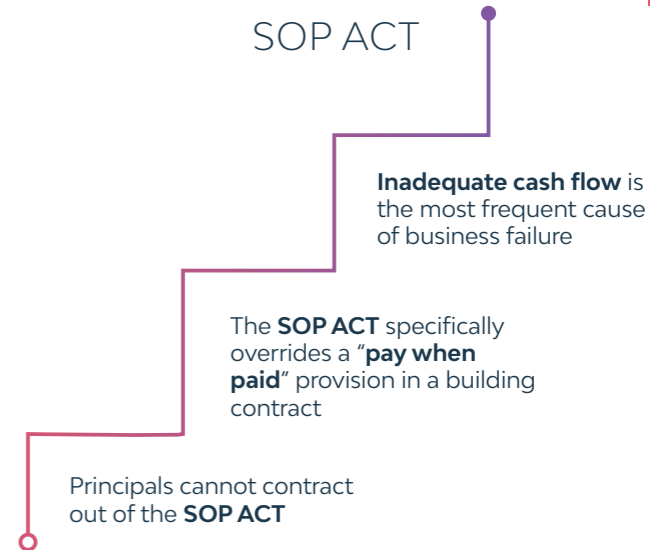 SOP ACT
Inadequate cash flow is
the most frequent cause
of business failure
The SOP ACT specifically
overrides a “pay when
paid” provision in a building
contract
Principals cannot contract
out of the SOP ACT